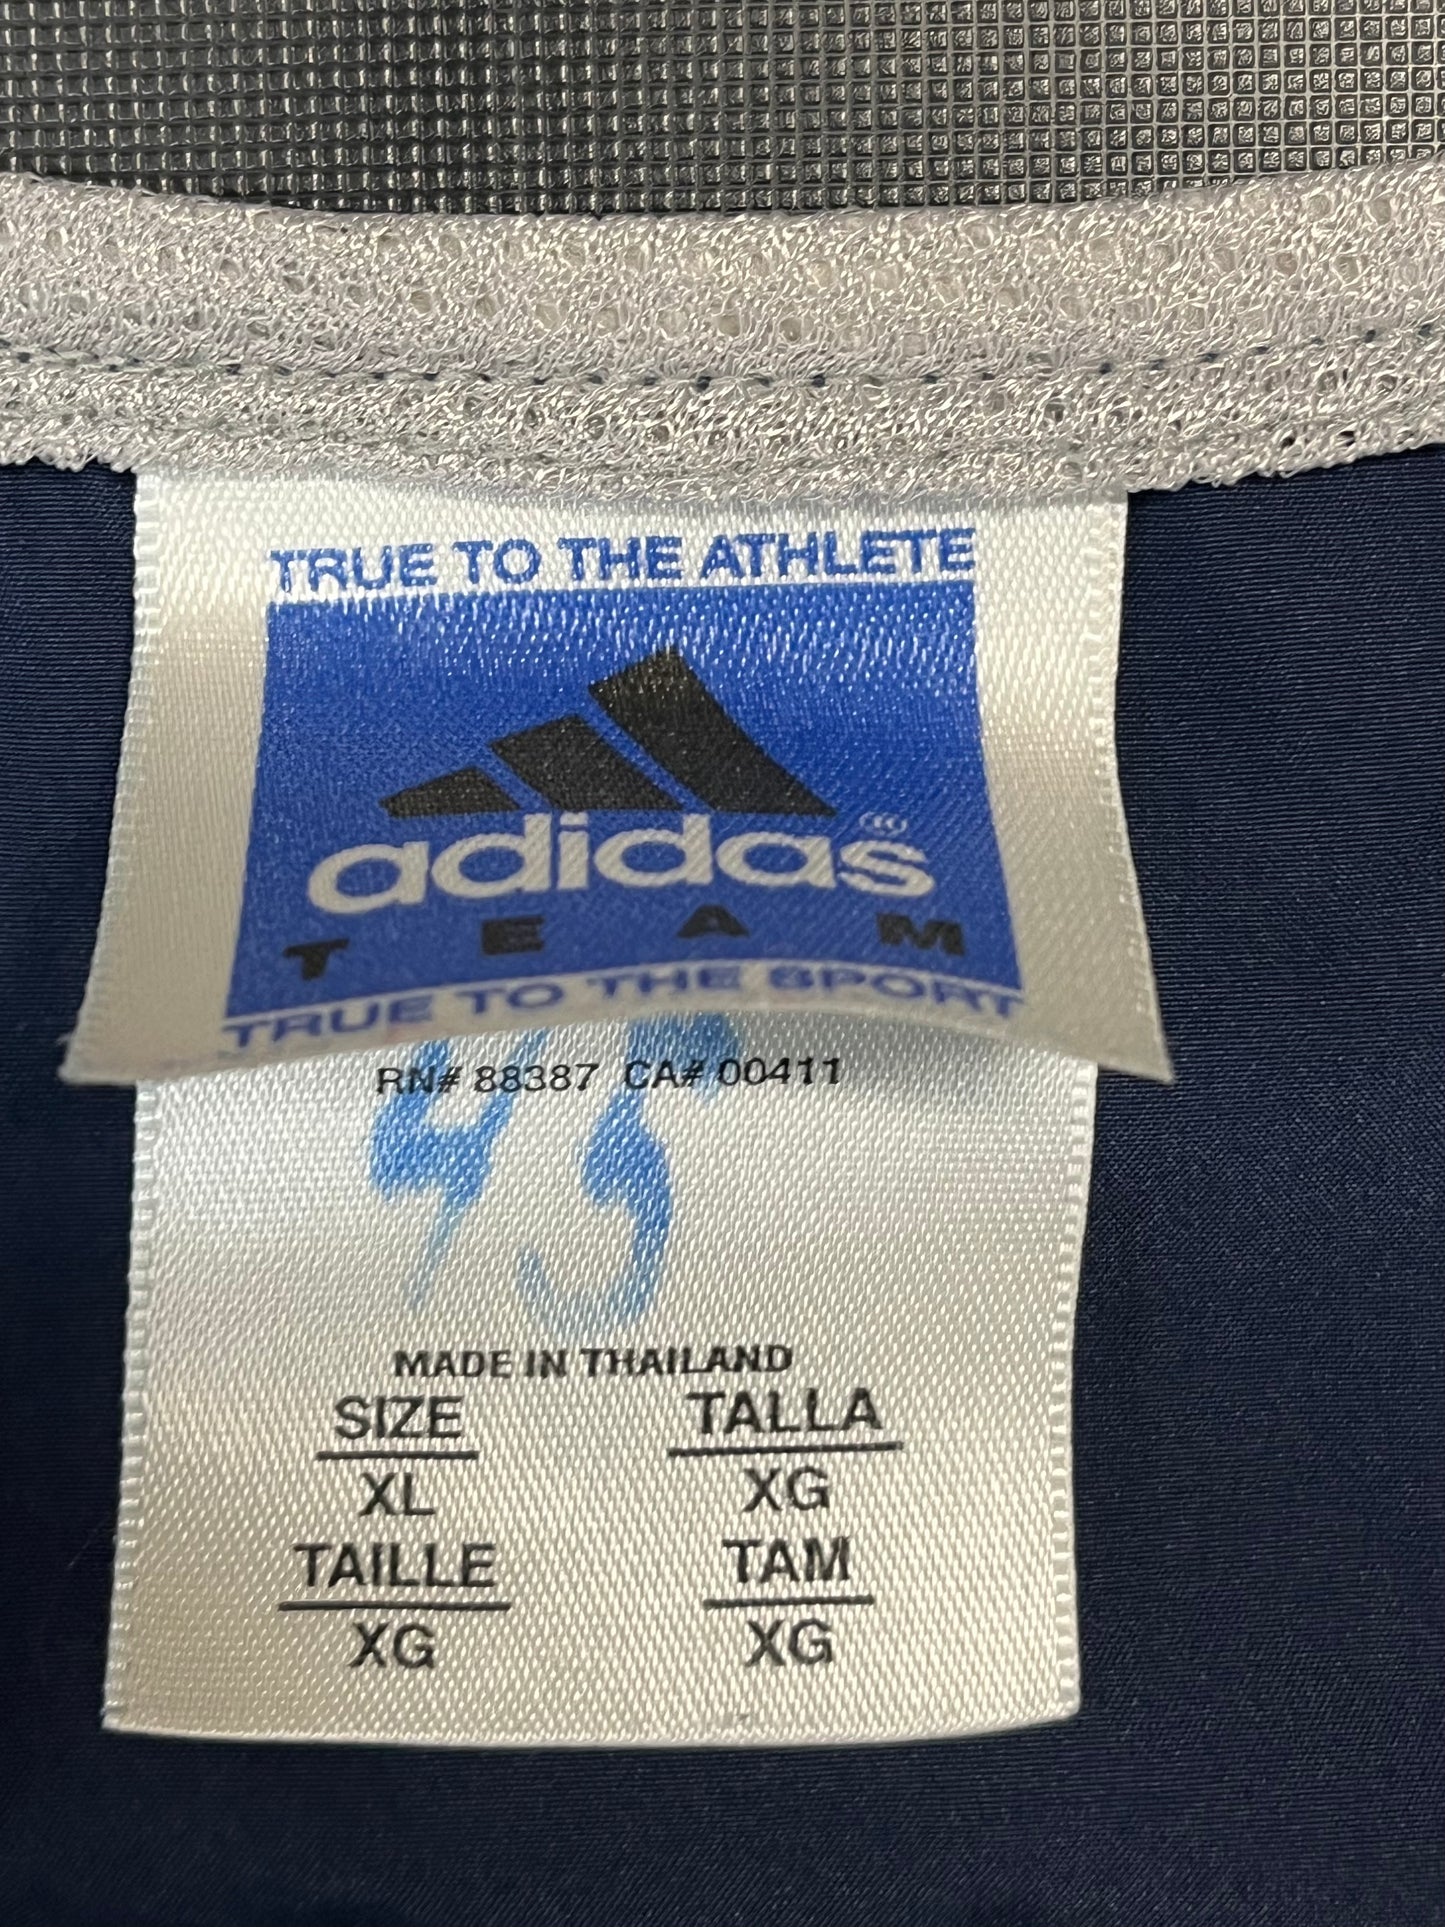 TRUE TO THE ATHLETE
adidas®
TEAM
TRUE TO THE SPORT
RN# 88387 CA# 00411
45
MADE IN THAILAND
SIZE TALLA
XL XG
TAILLE TAM
XG XG